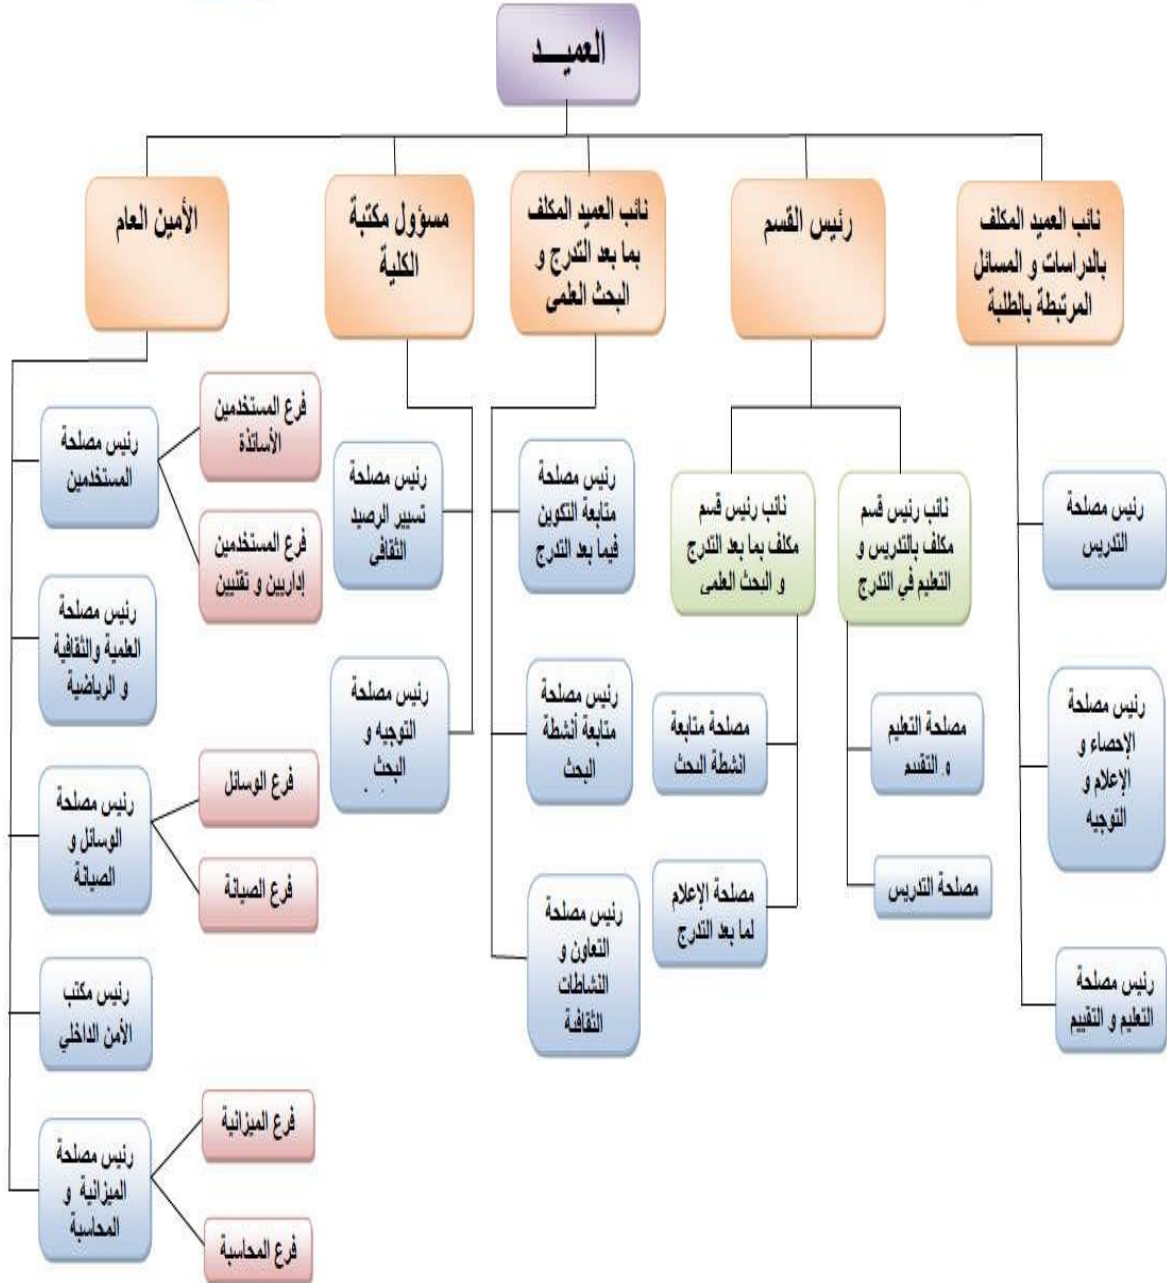 العميـــد
نائب العميد المكلف
بالدراسات و المسائل
المرتبطة بالطلبة
رئيس القسم
نائب العميد المكلف
بما بعد التدرج و
البحث العلمي
مسؤول مكتبة
الكلية
الأمين العام
رئيس مصلحة
التدريس
رئيس مصلحة
الإحصاء و
الإعلام و
التوجيه
رئيس مصلحة
التعليم و التقييم
نائب رئيس قسم
مكلف بالتدريس و
التعليم في التدرج
نائب رئيس قسم
مكلف بما بعد التدرج
و البحث العلمي
مصلحة التعليم
و التقييم
مصلحة التدريس
مصلحة متابعة
انشطة البحث
مصلحة الإعلام
لما بعد التدرج
رئيس مصلحة
متابعة التكوين
فيما بعد التدرج
رئيس مصلحة
متابعة أنشطة
البحث
رئيس مصلحة
التعاون و
النشاطات
الثقافية
رئيس مصلحة
تسيير الرصيد
الثقافي
رئيس مصلحة
التوجيه و
البحث
رئيس مصلحة
المستخدمين
فرع المستخدمين
الأساتذة
فرع المستخدمين
إداريين و تقنيين
رئيس مصلحة
العلمية والثقافية
و الرياضية
رئيس مصلحة
الوسائل و
الصيانة
فرع الوسائل
فرع الصيانة
رئيس مكتب
الأمن الداخلي
رئيس مصلحة
الميزانية و
المحاسبة
فرع الميزانية
فرع المحاسبة